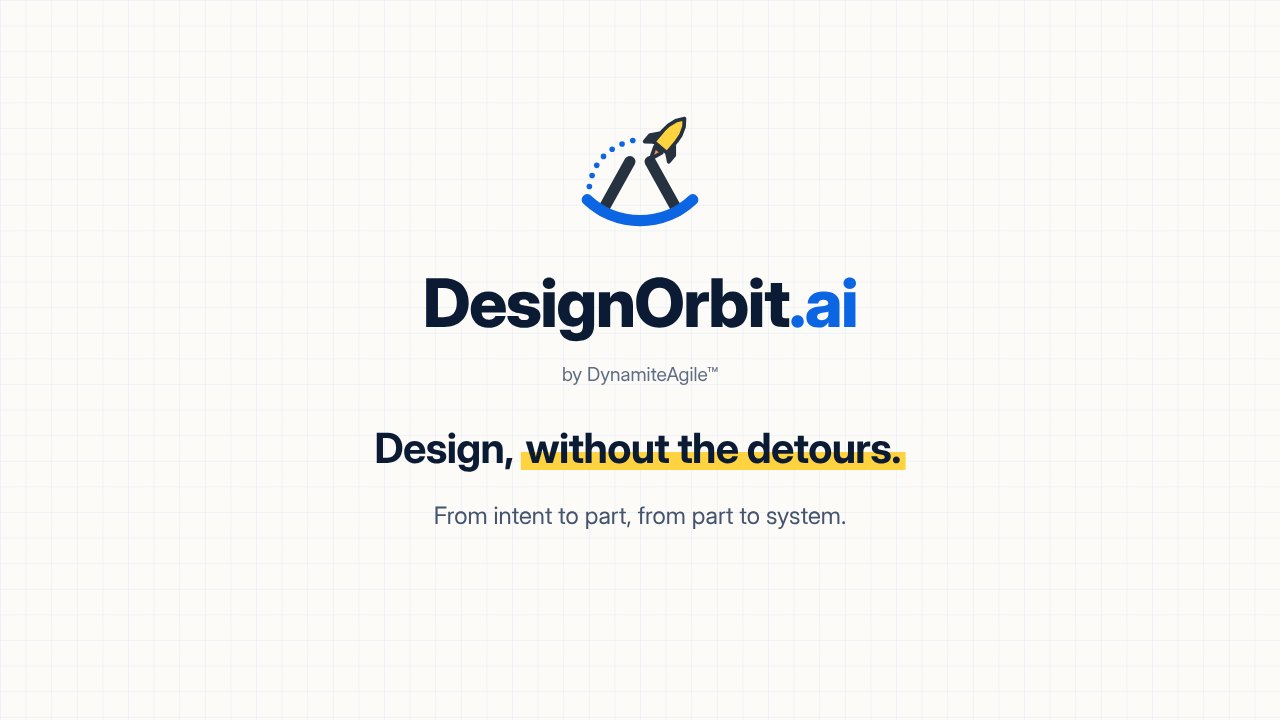 DesignOrbit.ai
by DynamiteAgile™
Design, without the detours.
From intent to part, from part to system.